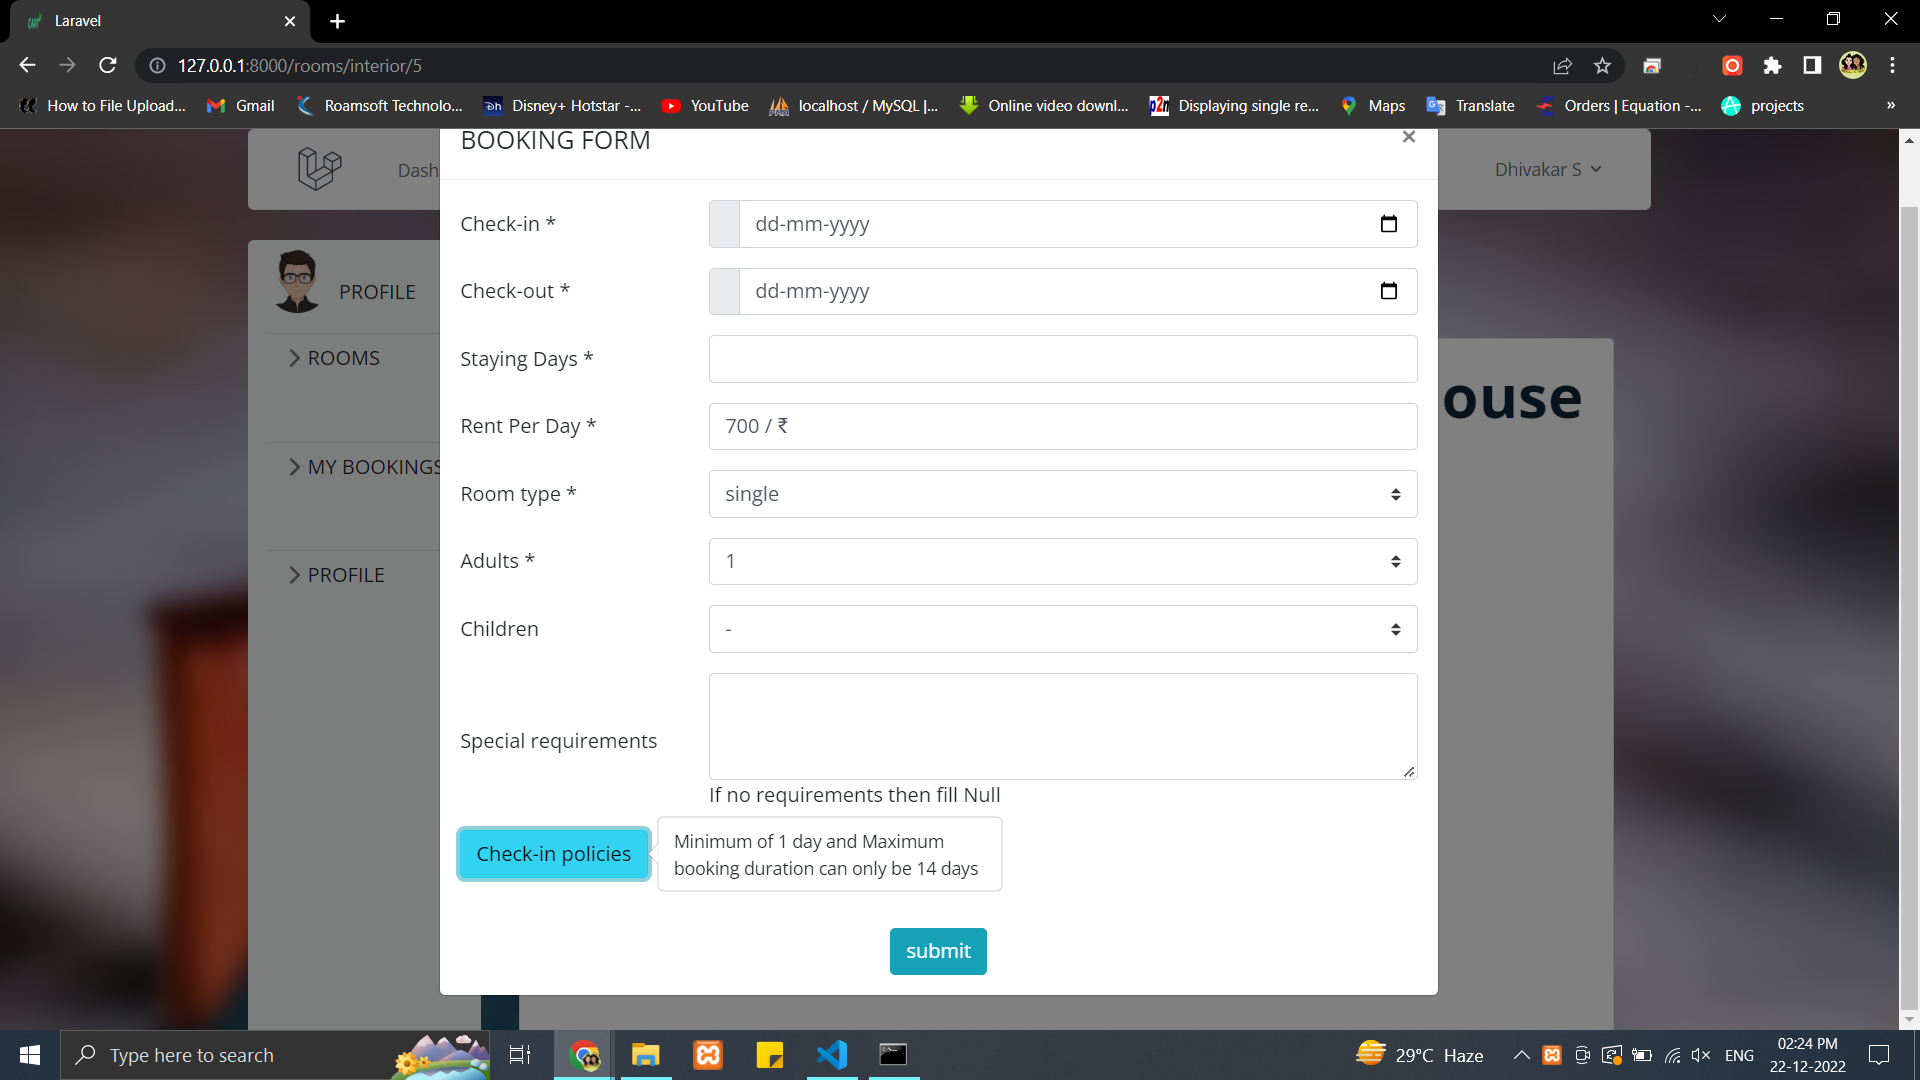 Laravel
127.0.0.1:8000/rooms/interior/5
How to File Upload...
Gmail
Roamsoft Technolo...
Disney+ Hotstar -...
YouTube
localhost / MySQL |...
Online video downl...
Displaying single re...
Maps
Translate
Orders | Equation -...
projects
»
BOOKING FORM
×
Dash
Dhivakar S
Check-in *
dd-mm-yyyy
PROFILE
Check-out *
dd-mm-yyyy
ROOMS
Staying Days *
ouse
Rent Per Day *
700 / ₹
MY BOOKINGS
Room type *
single
Adults *
1
PROFILE
Children
-
Special requirements
If no requirements then fill Null
Check-in policies
Minimum of 1 day and Maximum
booking duration can only be 14 days
submit
Type here to search
29°C Haze
ENG
02:24 PM
22-12-2022